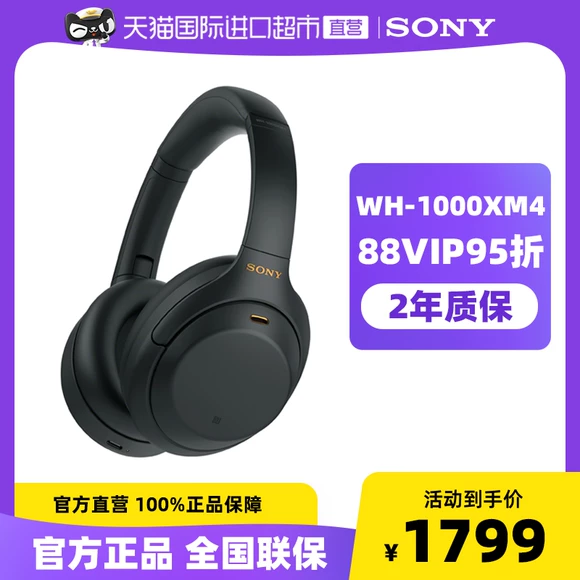 天猫国际进口超市 直营 SONY
SONY
WH-1000XM4
88VIP95折
2年质保
官方直营 100%正品保障
官方正品 全国联保
活动到手价
¥1799